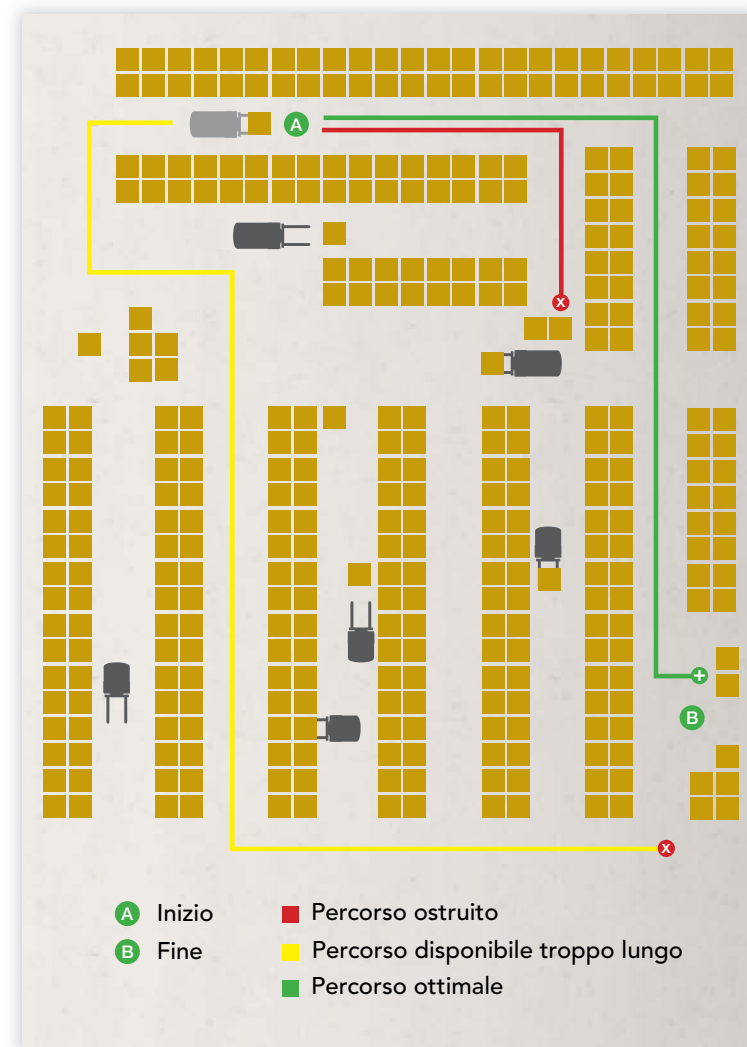 A
X
+
B
X
A Inizio
B Fine
Percorso ostruito
Percorso disponibile troppo lungo
Percorso ottimale